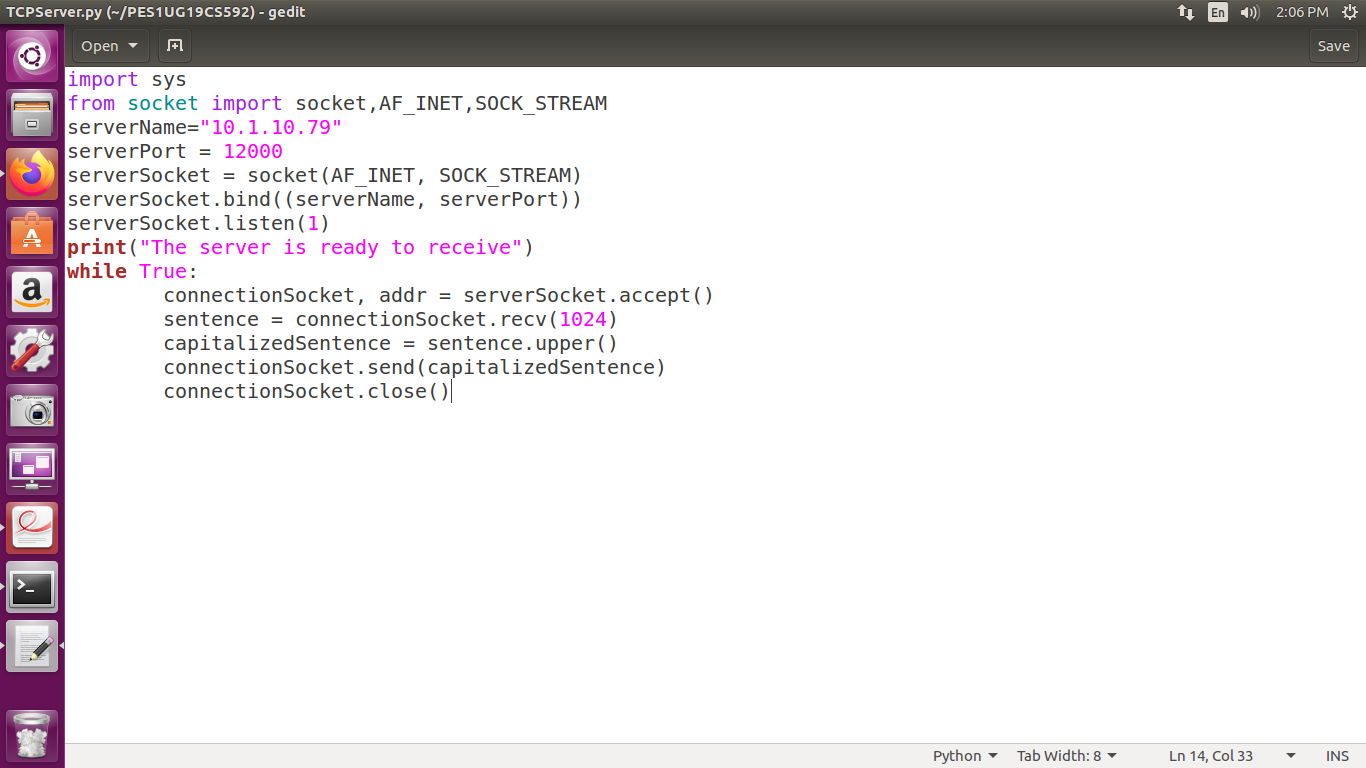 TCPServer.py (~/PES1UG19CS592) - gedit
En
2:06 PM
Open
Save
import sys
from socket import socket,AF_INET,SOCK_STREAM
serverName="10.1.10.79"
serverPort = 12000
serverSocket = socket(AF_INET, SOCK_STREAM)
serverSocket.bind((serverName, serverPort))
serverSocket.listen(1)
print("The server is ready to receive")
while True:
        connectionSocket, addr = serverSocket.accept()
        sentence = connectionSocket.recv(1024)
        capitalizedSentence = sentence.upper()
        connectionSocket.send(capitalizedSentence)
        connectionSocket.close()
Python
Tab Width: 8
Ln 14, Col 33
INS